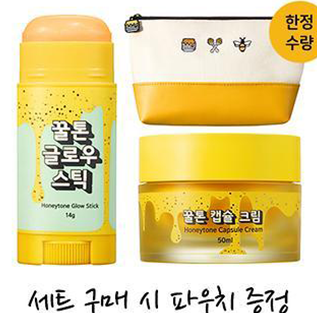 한정
수량
꿀톤
글로우
스틱
Honeytone Glow Stick
14g
꿀톤 캡슐 크림
Honeytone Capsule Cream
50ml
세트 구매 시 파우치 증정